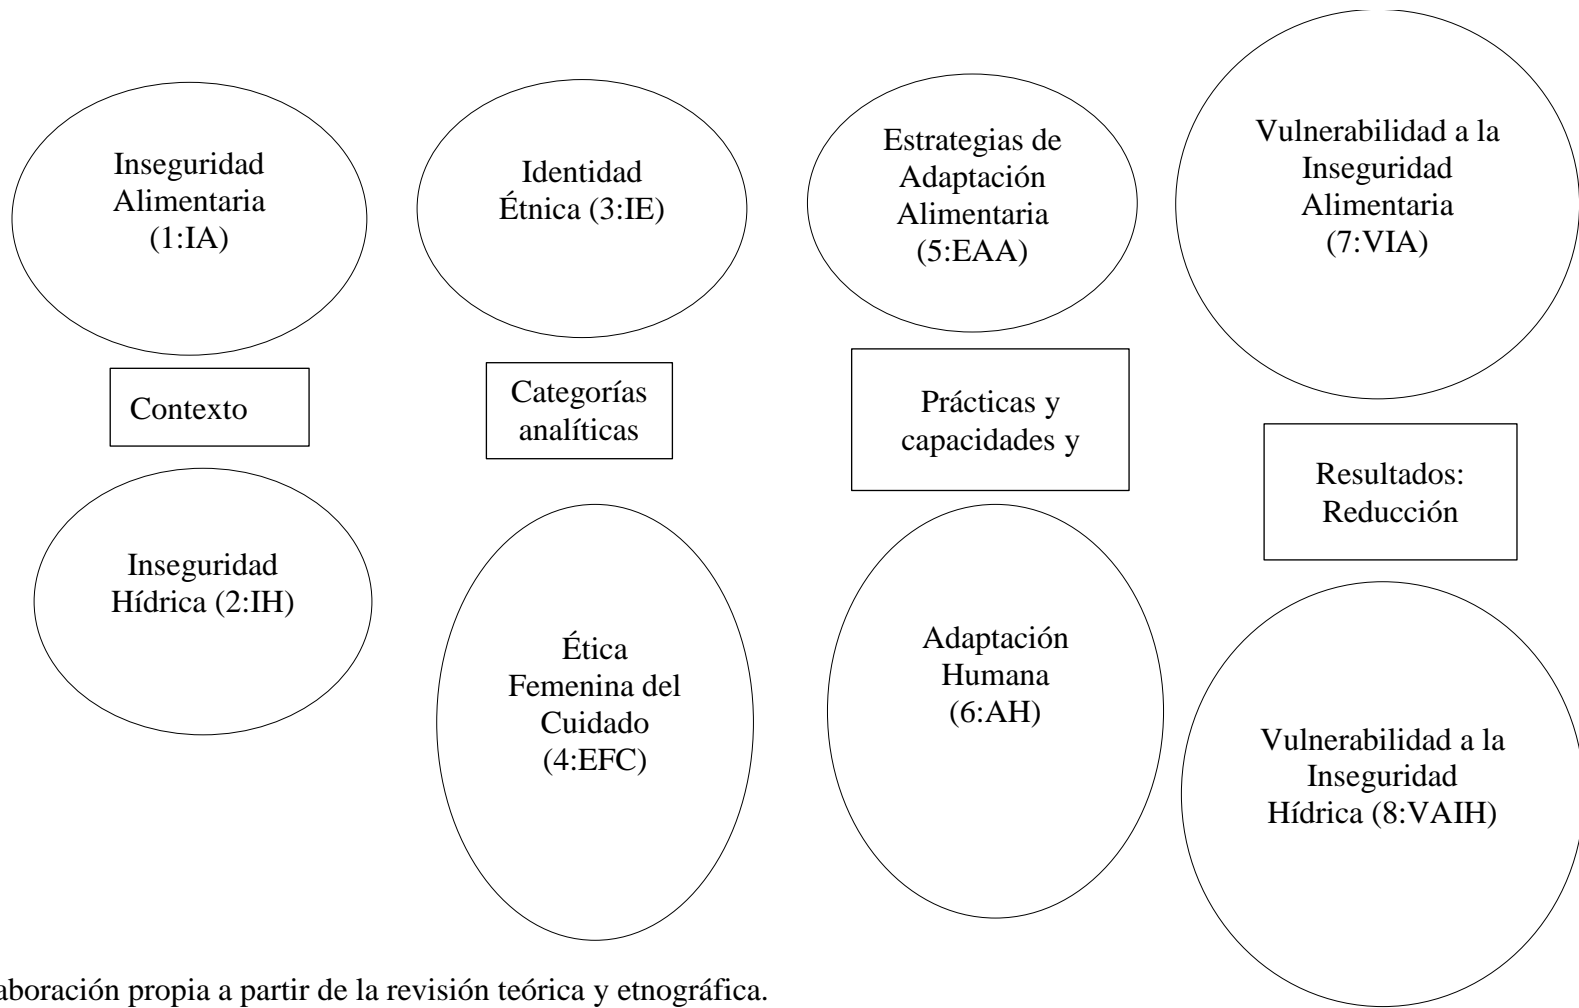 Inseguridad
Alimentaria
(1:IA)
Contexto
Inseguridad
Hídrica (2:IH)
Identidad
Étnica (3:IE)
Categorías
analíticas
Ética
Femenina del
Cuidado
(4:EFC)
Estrategias de
Adaptación
Alimentaria
(5:EAA)
Prácticas y
capacidades y
Adaptación
Humana
(6:AH)
Vulnerabilidad a la
Inseguridad
Alimentaria
(7:VIA)
Resultados:
Reducción
Vulnerabilidad a la
Inseguridad
Hídrica (8:VAIH)
aboración propia a partir de la revisión teórica y etnográfica.